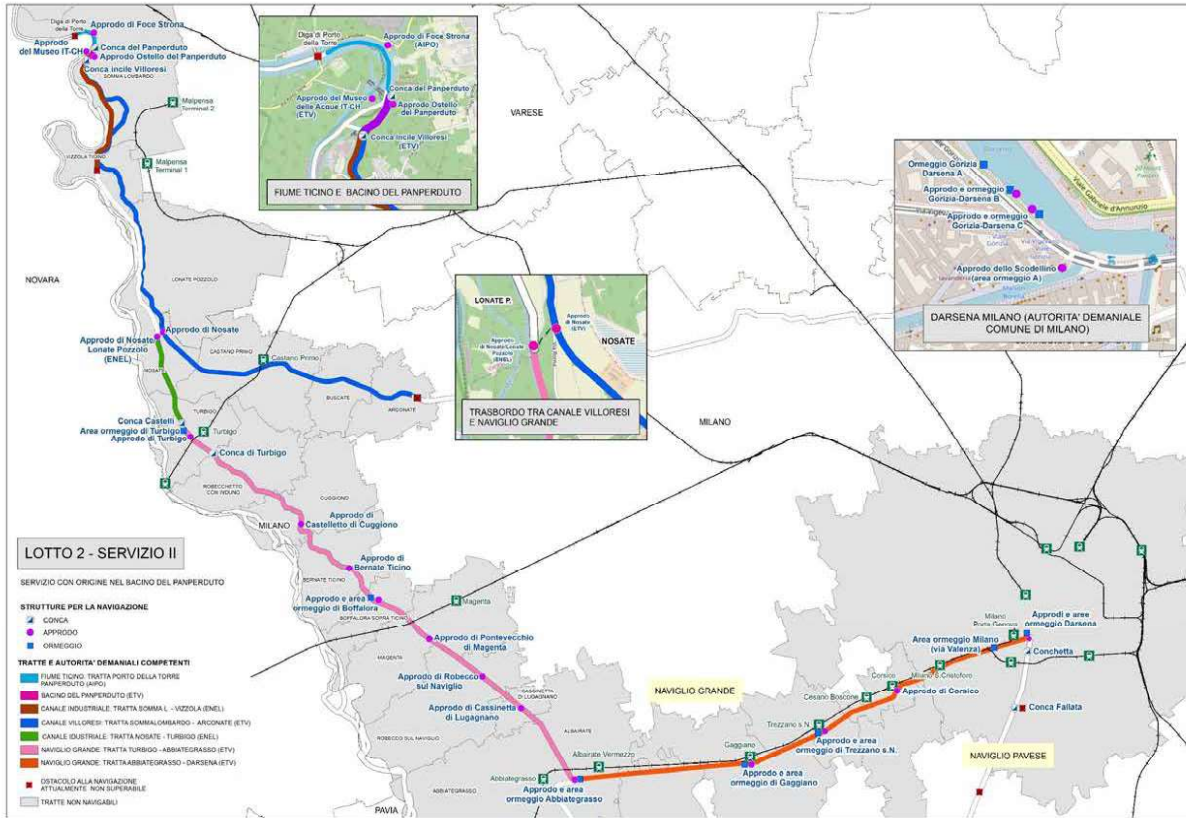 Diga di Porto
della Torre
Approdo di Foce Strona
Approdo
del Museo IT-CH
Conca del Panperduto
Approdo Ostello del Panperduto
Conca incile Villoresi
SOMMA LOMBARDO
Malpensa
Terminal 2
VIZZOLA TICINO
Malpensa
Terminal 1
Diga di Porto
della Torre
Approdo di Foce Strona
(AIPO)
Conca del Panperduto
Approdo del Museo
delle Acque IT-CH
(ETV)
Approdo Ostello
del Panperduto
Conca incile Villoresi
(ETV)
FIUME TICINO E BACINO DEL PANPERDUTO
VARESE
Ormeggio Gorizia
Darsena A
Approdo e ormeggio
Gorizia-Darsena B
Approdo e ormeggio
Gorizia-Darsena C
Approdo dello Scodellino
(area ormeggio A)
Viale Gabriele d'Annunzio
DARSENA MILANO (AUTORITA' DEMANIALE
COMUNE DI MILANO)
NOVARA
LONATE POZZOLO
Approdo di Nosate
Approdo di Nosate
Lonate Pozzolo
(ENEL)
NOSATE
CASTANO PRIMO
Castano Primo
BUSCATE
ARCONATE
LONATE P.
Approdo
di Nosate
(ETV)
Approdo
di Nosate-Lonate
Pozzolo
(ENEL)
NOSATE
TRASBORDO TRA CANALE VILLORESI
E NAVIGLIO GRANDE
MILANO
TURBIGO
Conca Castelli
Area ormeggio di Turbigo
Approdo di Turbigo
Turbigo
Conca di Turbigo
ROBECCHETTO
CON INDUNO
CUGGIONO
MILANO
Approdo di
Castelletto di Cuggiono
Approdo di
Bernate Ticino
BERNATE TICINO
Approdo e area
ormeggio di Boffalora
BOFFALORA SOPRA TICINO
Magenta
Approdo di Pontevecchio
di Magenta
MAGENTA
Approdo di Robecco
sul Naviglio
CASSINETTA
DI LUGAGNANO
Approdo di Cassinetta
di Lugagnano
ROBECCO SUL NAVIGLIO
ALBAIRATE
Albairate Vermezzo
Abbiategrasso
ABBIATEGRASSO
Approdo e area
ormeggio Abbiategrasso
PAVIA
NAVIGLIO GRANDE
Gaggiano
Approdo e area
ormeggio di Gaggiano
Trezzano s.N.
Approdo e area
ormeggio di Trezzano s.N.
Cesano Boscone
Corsico
Approdo di Corsico
Milano S.Cristoforo
Area ormeggio Milano
(via Valenza)
Milano
Porta Genova
Approdi e aree
ormeggio Darsena
Conchetta
Conca Fallata
NAVIGLIO PAVESE
LOTTO 2 - SERVIZIO II
SERVIZIO CON ORIGINE NEL BACINO DEL PANPERDUTO
STRUTTURE PER LA NAVIGAZIONE
CONCA
APPRODO
ORMEGGIO
TRATTE E AUTORITA' DEMANIALI COMPETENTI
FIUME TICINO: TRATTA PORTO DELLA TORRE
PANPERDUTO (AIPO)
BACINO DEL PANPERDUTO (ETV)
CANALE INDUSTRIALE: TRATTA SOMMA L. - VIZZOLA (ENEL)
CANALE VILLORESI: TRATTA SOMMALOMBARDO - ARCONATE (ETV)
CANALE IDUSTRIALE: TRATTA NOSATE - TURBIGO (ENEL)
NAVIGLIO GRANDE: TRATTA TURBIGO - ABBIATEGRASSO (ETV)
NAVIGLIO GRANDE: TRATTA ABBIATEGRASSO - DARSENA (ETV)
OSTACOLO ALLA NAVIGAZIONE
ATTUALMENTE NON SUPERABILE
TRATTE NON NAVIGABILI